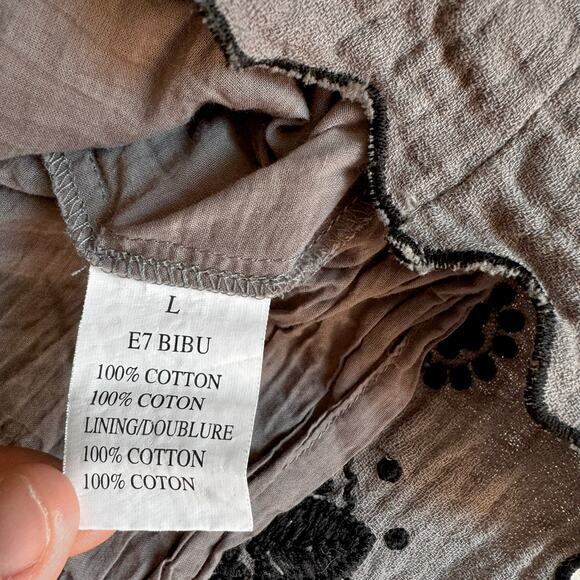 L
E7 BIBU
100% COTTON
100% COTON
LINING/DOUBLURE
100% COTTON
100% COTON